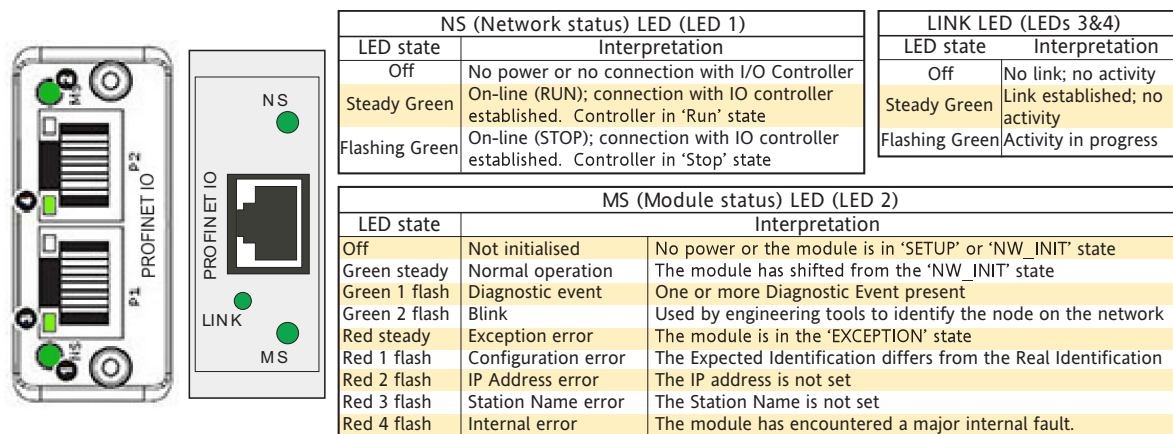 2
MS
P2
4
PROFINET IO
P1
3
NS
1
NS
PROFINET IO
LINK
MS
NS (Network status) LED (LED 1)
LED state Interpretation
Off No power or no connection with I/O Controller
Steady Green On-line (RUN); connection with IO controller
established. Controller in 'Run' state
Flashing Green On-line (STOP); connection with IO controller
established. Controller in 'Stop' state
LINK LED (LEDs 3&4)
LED state Interpretation
Off No link; no activity
Steady Green Link established; no
activity
Flashing Green Activity in progress
MS (Module status) LED (LED 2)
LED state Interpretation
Off Not initialised No power or the module is in 'SETUP' or 'NW_INIT' state
Green steady Normal operation The module has shifted from the 'NW_INIT' state
Green 1 flash Diagnostic event One or more Diagnostic Event present
Green 2 flash Blink Used by engineering tools to identify the node on the network
Red steady Exception error The module is in the 'EXCEPTION' state
Red 1 flash Configuration error The Expected Identification differs from the Real Identification
Red 2 flash IP Address error The IP address is not set
Red 3 flash Station Name error The Station Name is not set
Red 4 flash Internal error The module has encountered a major internal fault.